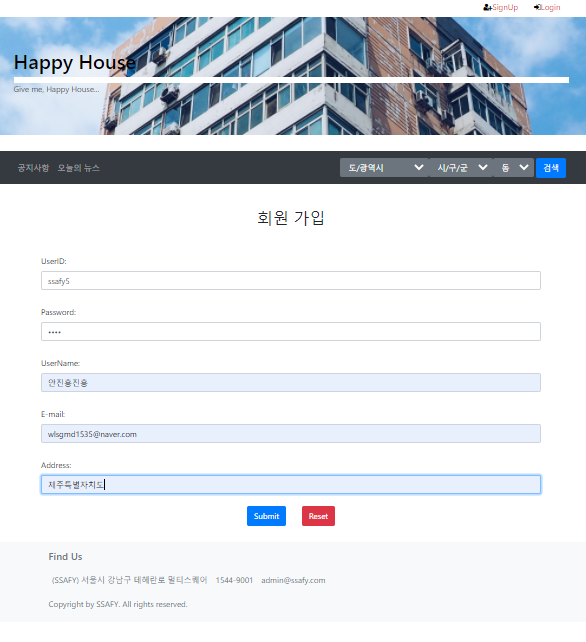 SignUp Login
Happy House
Give me, Happy House...
공지사항 오늘의 뉴스 도/광역시 시/구/군 동 검색
회원 가입
UserID:
ssafy5
Password:
••••
UserName:
안진용진용
E-mail:
wlsgmd1535@naver.com
Address:
제주특별자치도
Submit Reset
Find Us
(SSAFY) 서울시 강남구 테헤란로 멀티스퀘어 1544-9001 admin@ssafy.com
Copyright by SSAFY. All rights reserved.